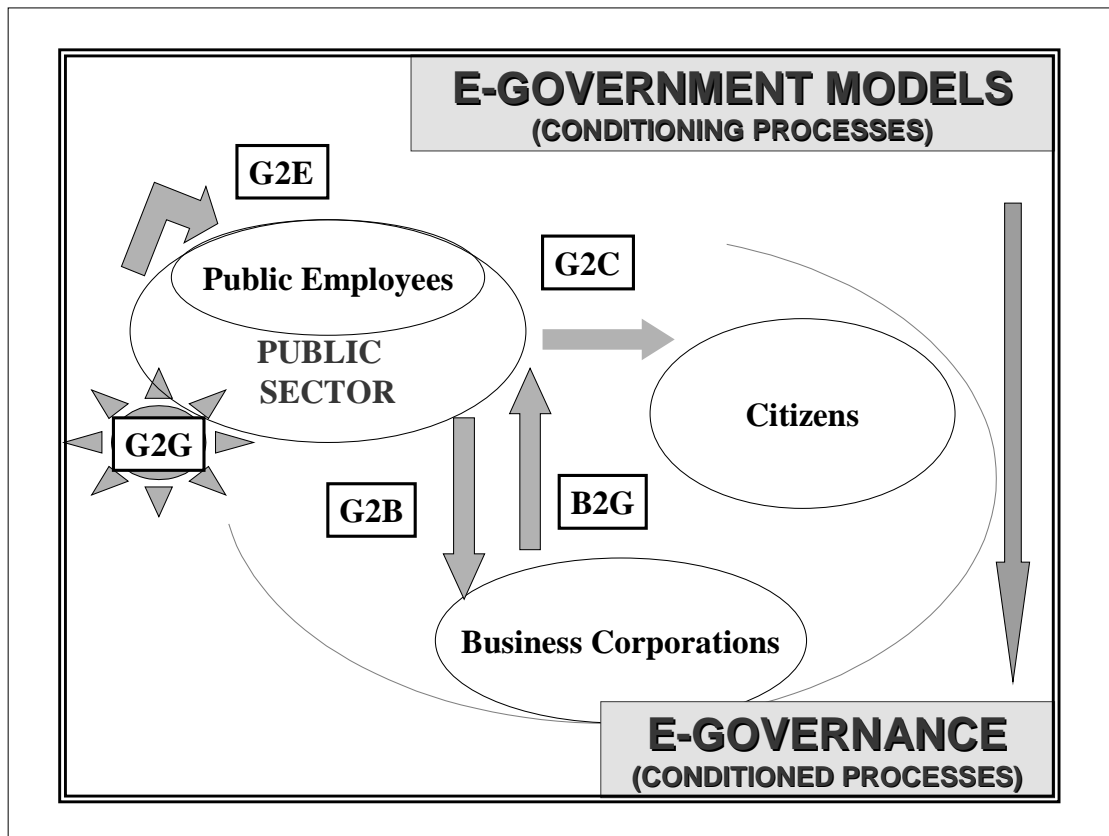 E-GOVERNMENT MODELS
(CONDITIONING PROCESSES)
G2E
Public Employees
G2C
PUBLIC
SECTOR
Citizens
G2G
G2B
B2G
Business Corporations
E-GOVERNANCE
(CONDITIONED PROCESSES)